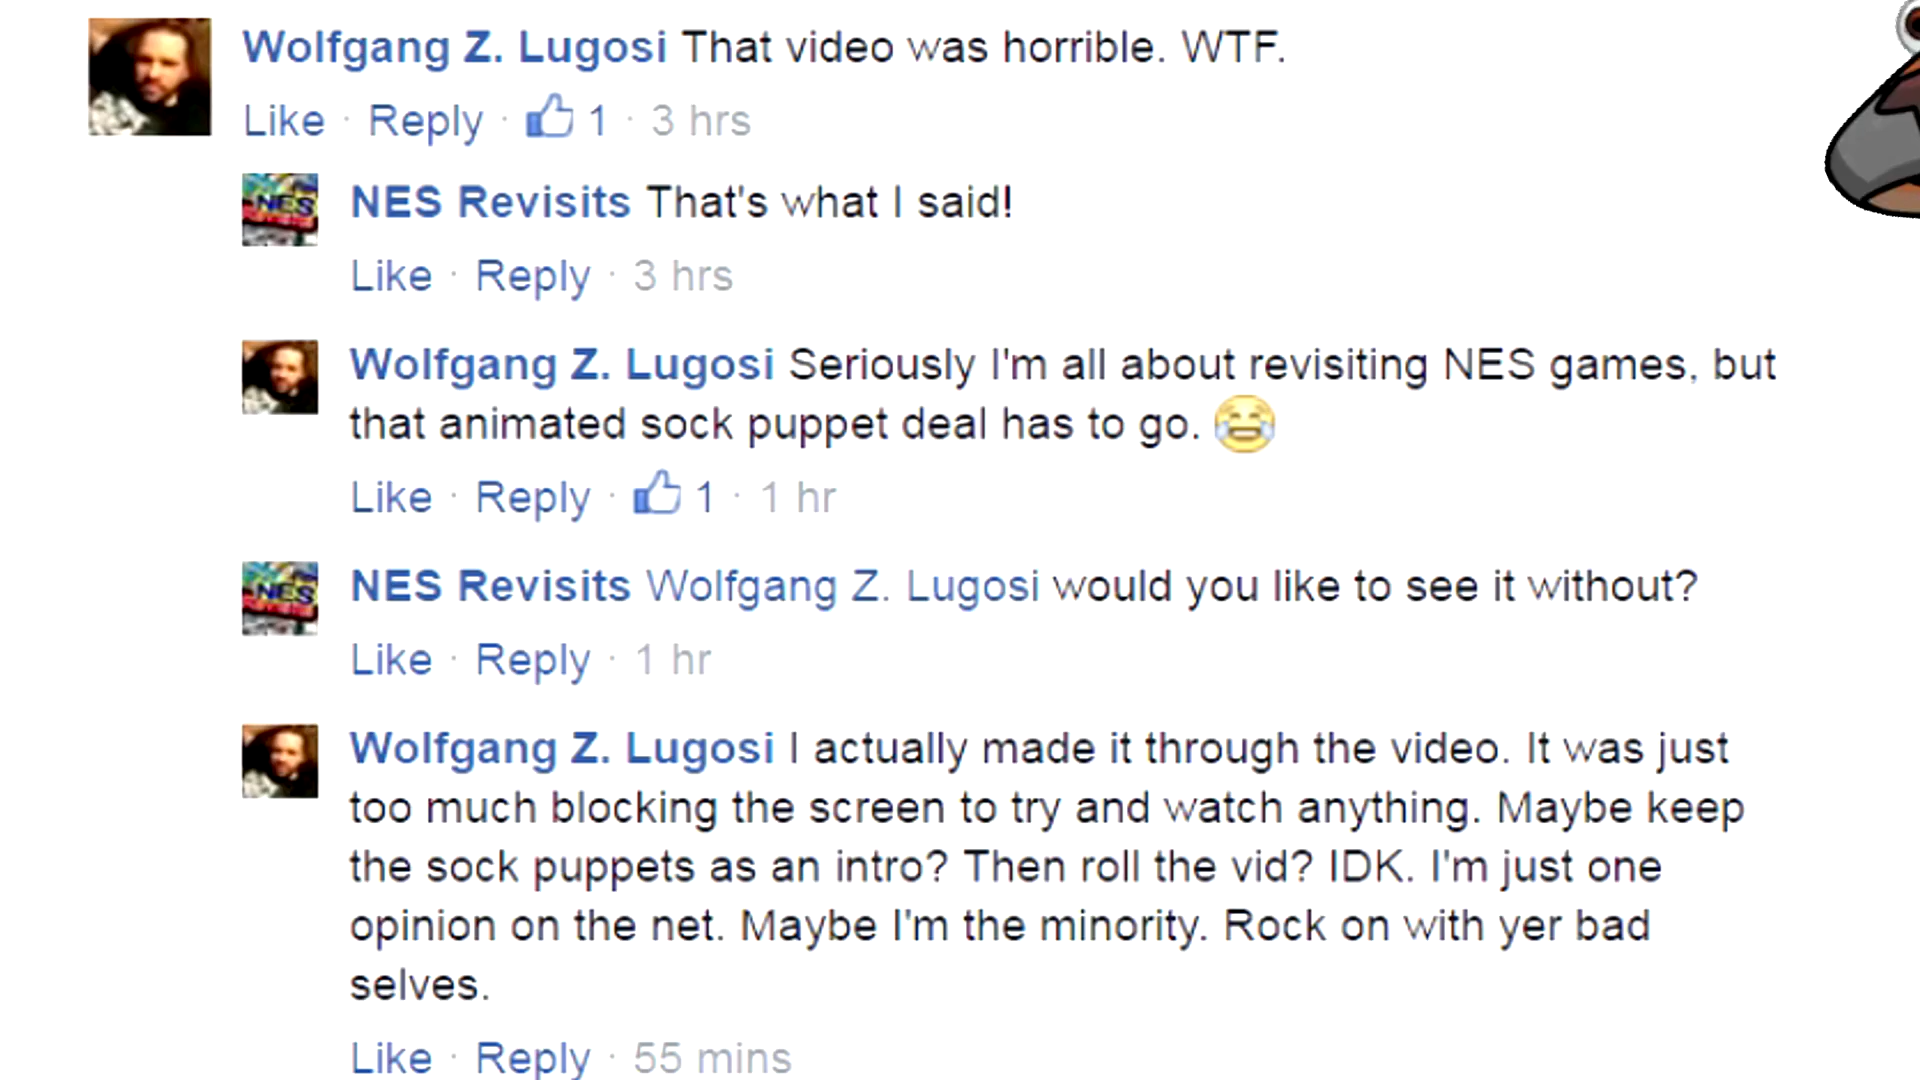 Wolfgang Z. Lugosi That video was horrible. WTF.
Like · Reply · 1 · 3 hrs
NES Revisits That's what I said!
Like · Reply · 3 hrs
Wolfgang Z. Lugosi Seriously I'm all about revisiting NES games, but
that animated sock puppet deal has to go. 😂
Like · Reply · 1 · 1 hr
NES Revisits Wolfgang Z. Lugosi would you like to see it without?
Like · Reply · 1 hr
Wolfgang Z. Lugosi I actually made it through the video. It was just
too much blocking the screen to try and watch anything. Maybe keep
the sock puppets as an intro? Then roll the vid? IDK. I'm just one
opinion on the net. Maybe I'm the minority. Rock on with yer bad
selves.
Like · Reply · 55 mins